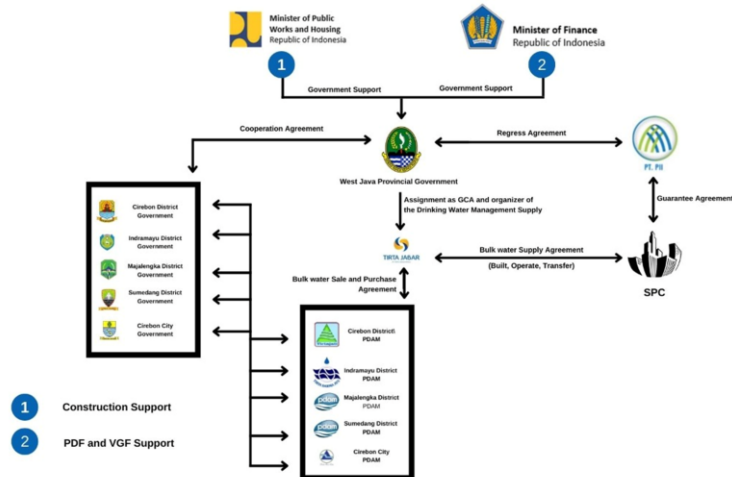 Minister of Public
Works and Housing
Republic of Indonesia
Minister of Finance
Republic of Indonesia
1
2
Government Support
Government Support
Cooperation Agreement
Regress Agreement
PT. PII
West Java Provincial Government
Assignment as GCA and organizer of
the Drinking Water Management Supply
Guarantee Agreement
Cirebon District
Government
Indramayu District
Government
Majalengka District
Government
Sumedang District
Government
Cirebon City
Government
TIRTA JABAR
Bulk water Supply Agreement
(Built, Operate, Transfer)
SPC
Bulk water Sale and Purchase
Agreement
Cirebon District
PDAM
Indramayu District
PDAM
Majalengka District
PDAM
Sumedang District
PDAM
Cirebon City
PDAM
pdam
pdam
1
Construction Support
2
PDF and VGF Support